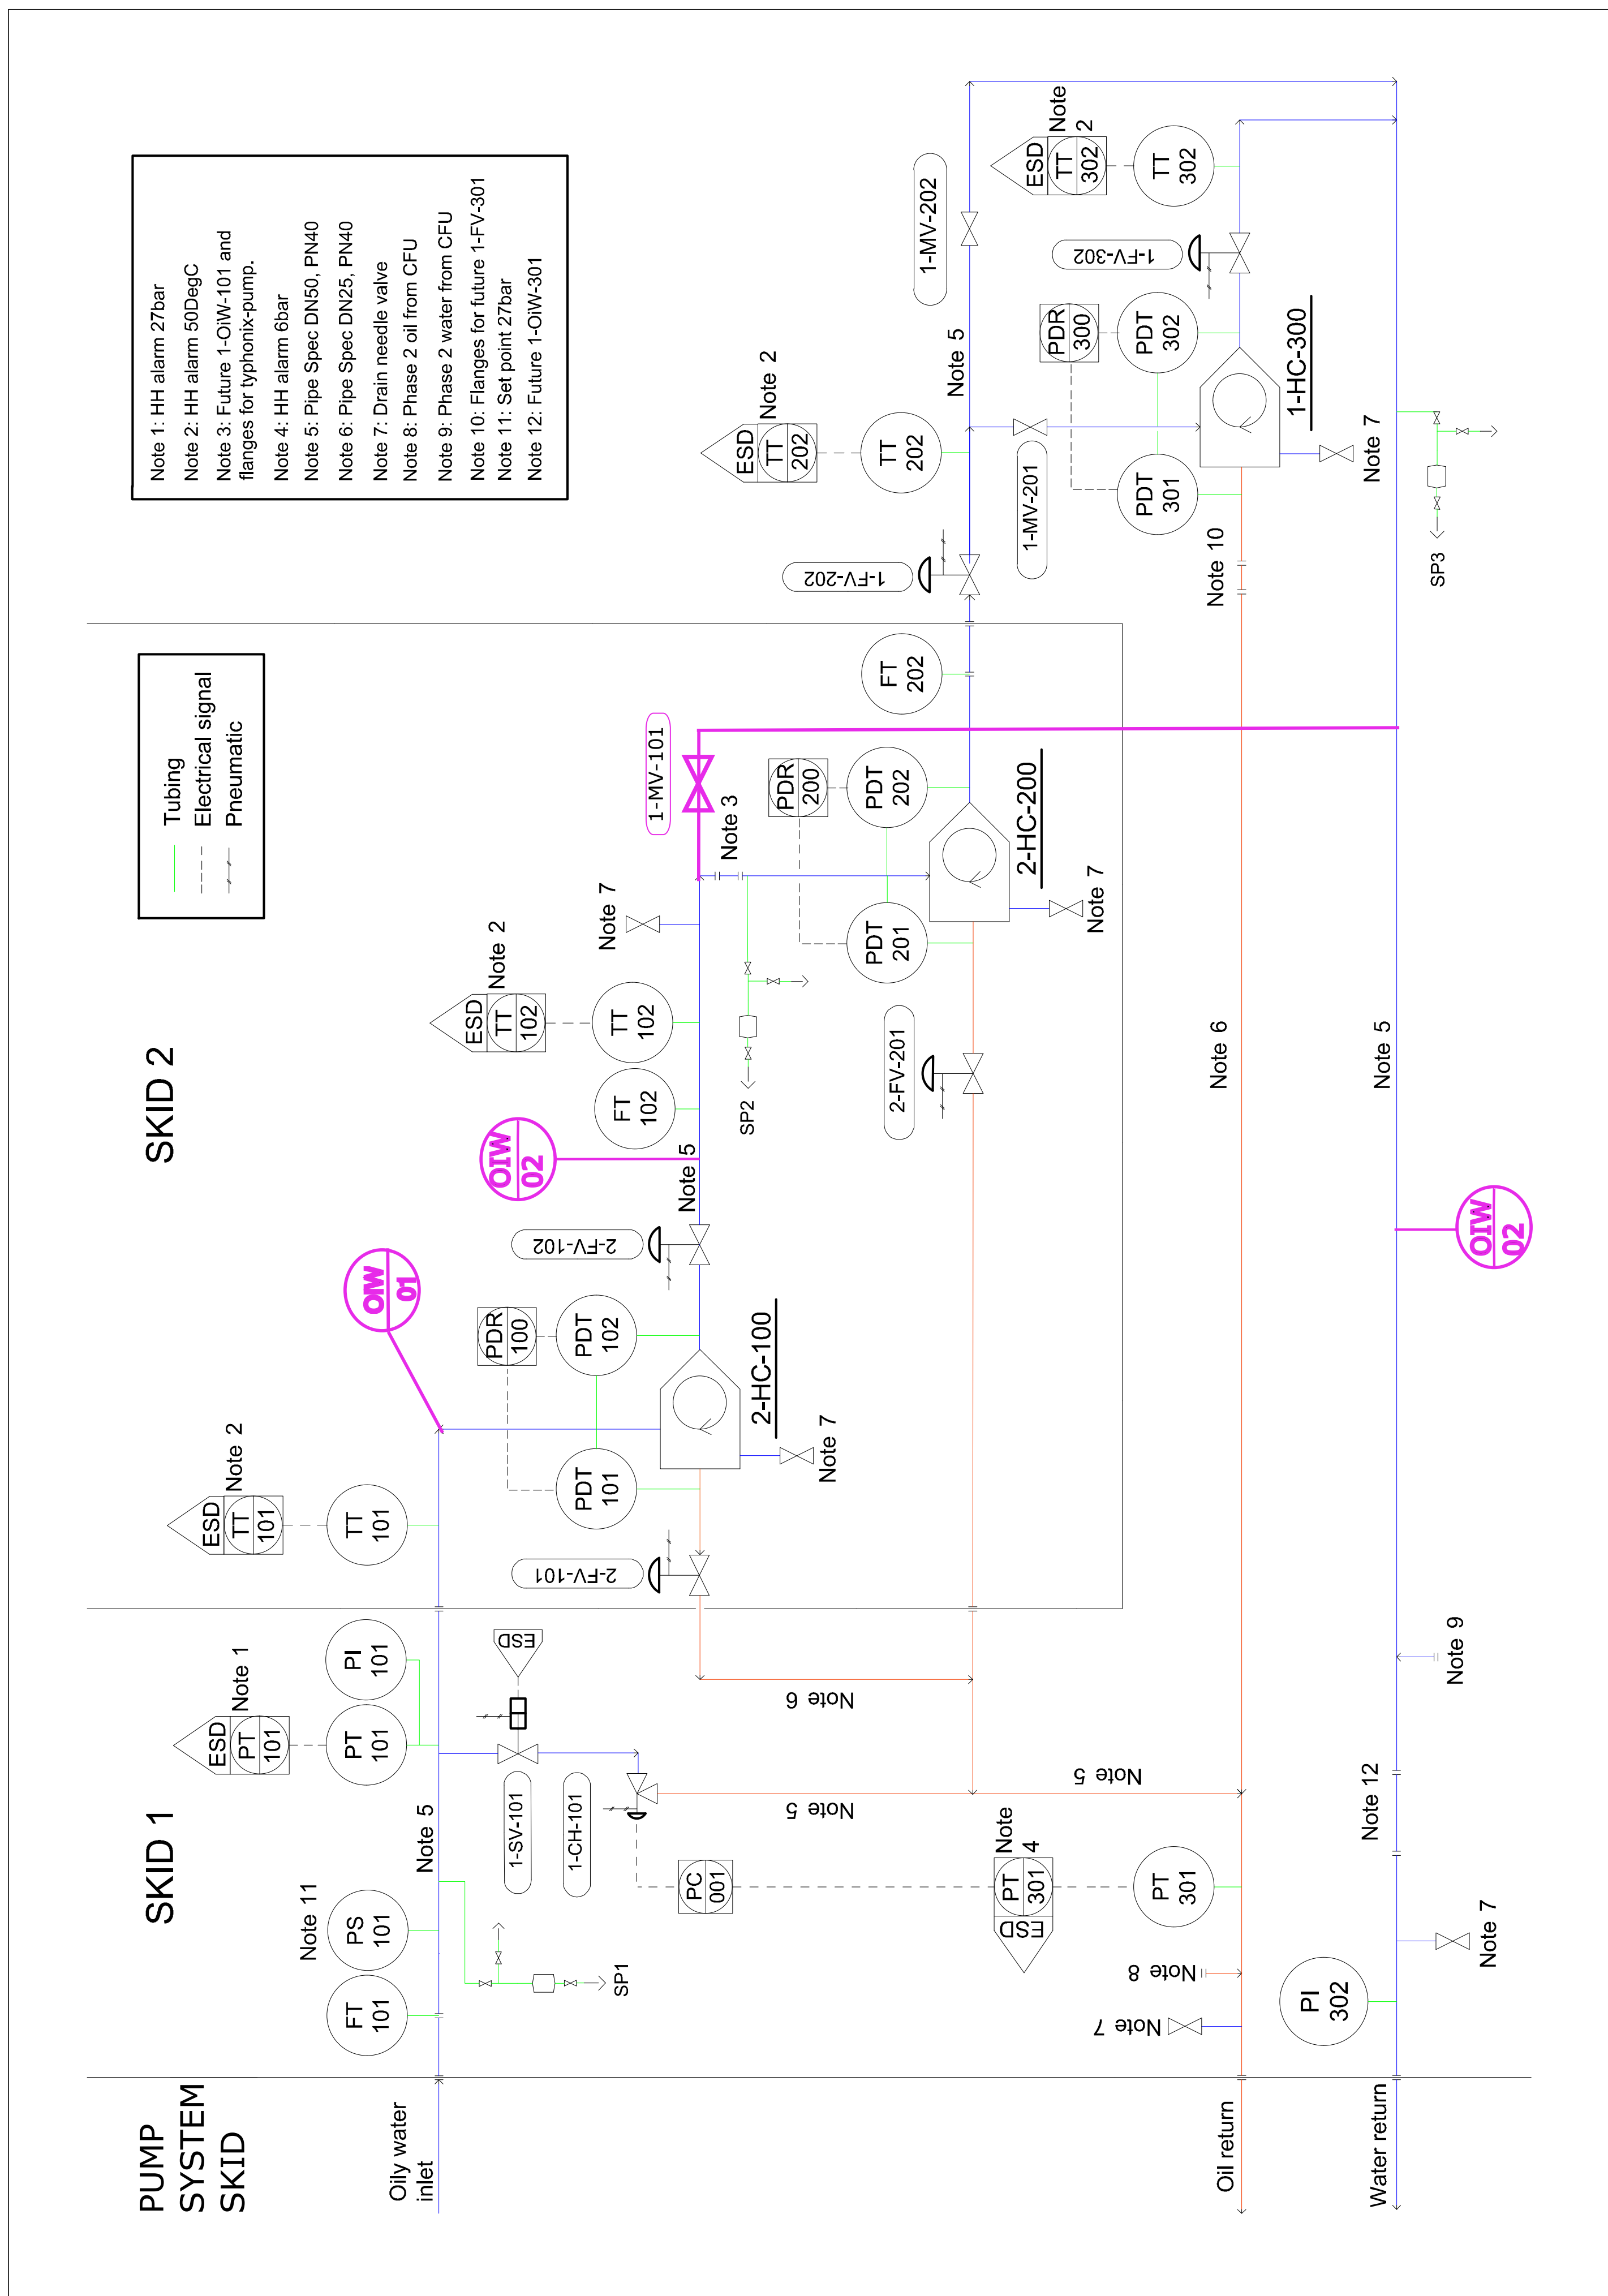 PUMP
SYSTEM
SKID
SKID 1
SKID 2
Tubing
Electrical signal
Pneumatic
Note 1: HH alarm 27bar
Note 2: HH alarm 50DegC
Note 3: Future 1-OiW-101 and
flanges for typhonix-pump.
Note 4: HH alarm 6bar
Note 5: Pipe Spec DN50, PN40
Note 6: Pipe Spec DN25, PN40
Note 7: Drain needle valve
Note 8: Phase 2 oil from CFU
Note 9: Phase 2 water from CFU
Note 10: Flanges for future 1-FV-301
Note 11: Set point 27bar
Note 12: Future 1-OiW-301
Oily water
inlet
FT
101
Note 11
PS
101
Note 5
ESD
PT
101
Note 1
PT
101
PI
101
ESD
TT
101
Note 2
TT
101
OIW
01
SP1
1-SV-101
ESD
1-CH-101
PC
001
Note 5
Note 6
Note 5
2-FV-101
PDT
101
PDR
100
PDT
102
2-HC-100
Note 7
2-FV-102
Note 5
OIW
02
FT
102
ESD
TT
102
Note 2
TT
102
Note 7
Note 3
1-MV-101
SP2
2-FV-201
PDT
201
PDR
200
PDT
202
2-HC-200
Note 7
FT
202
1-FV-202
ESD
TT
202
Note 2
TT
202
Note 5
1-MV-202
1-MV-201
PDT
301
PDR
300
PDT
302
1-FV-302
ESD
TT
302
Note
2
TT
302
1-HC-300
Note 7
Note 10
SP3
ESD
PT
301
Note
4
PT
301
Note 8
Note 7
Note 6
Oil return
PI
302
Note 7
Note 12
Note 9
Note 5
OIW
02
Water return